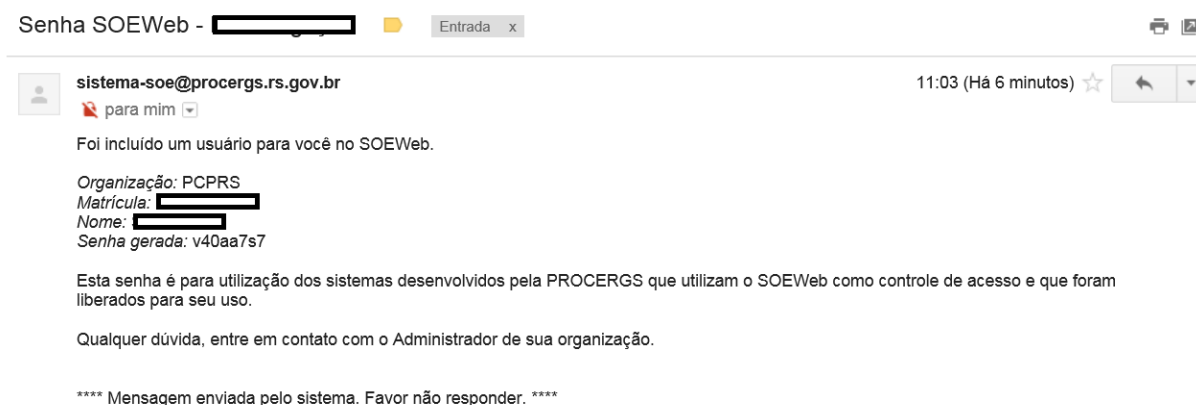 Senha SOEWeb -
Entrada x
sistema-soe@procergs.rs.gov.br
11:03 (Há 6 minutos)
para mim
Foi incluído um usuário para você no SOEWeb.
Organização: PCPRS
Matrícula:
Nome:
Senha gerada: v40aa7s7
Esta senha é para utilização dos sistemas desenvolvidos pela PROCERGS que utilizam o SOEWeb como controle de acesso e que foram
liberados para seu uso.
Qualquer dúvida, entre em contato com o Administrador de sua organização.
**** Mensagem enviada pelo sistema. Favor não responder. ****